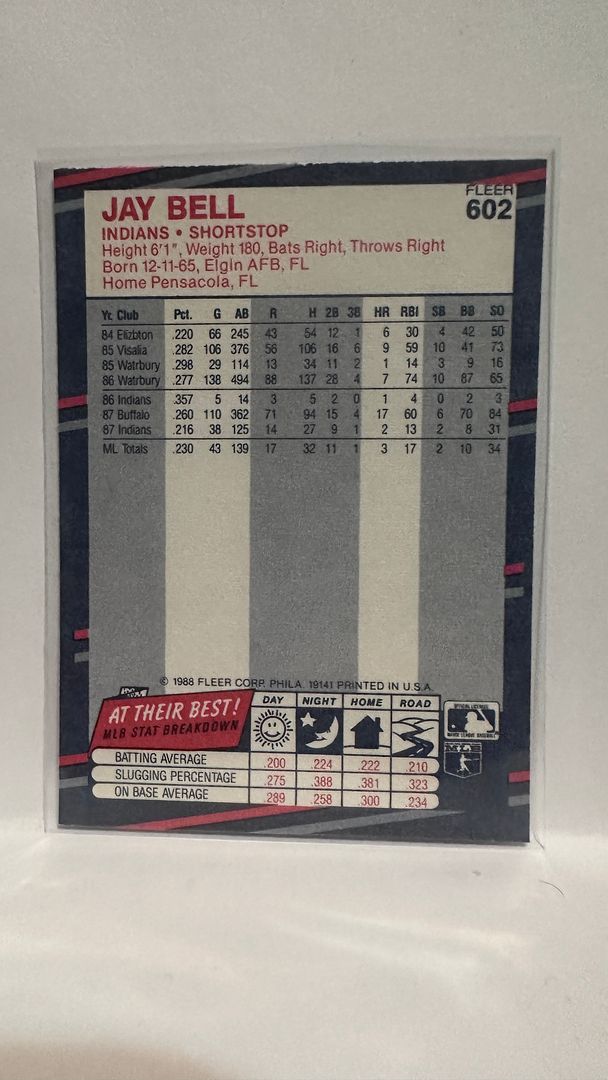 FLEER
JAY BELL 602
INDIANS • SHORTSTOP
Height 6'1", Weight 180, Bats Right, Throws Right
Born 12-11-65, Elgin AFB, FL
Home Pensacola, FL
Yr. Club Pct. G AB R H 2B 3B HR RBI SB BB SO
84 Elizbton .220 66 245 43 54 12 1 6 30 4 42 50
85 Visalia .282 106 376 56 106 16 6 9 59 10 41 73
85 Watrbury .298 29 114 13 34 11 2 1 14 3 9 16
86 Watrbury .277 138 494 88 137 28 4 7 74 10 87 65
86 Indians .357 5 14 3 5 2 0 1 4 0 2 3
87 Buffalo .260 110 362 71 94 15 4 17 60 6 70 84
87 Indians .216 38 125 14 27 9 1 2 13 2 8 31
ML Totals .230 43 139 17 32 11 1 3 17 2 10 34
© 1988 FLEER CORP. PHILA. 19141 PRINTED IN U.S.A.
AT THEIR BEST!
MLB STAT BREAKDOWN
DAY NIGHT HOME ROAD
BATTING AVERAGE .200 .224 .222 .210
SLUGGING PERCENTAGE .275 .388 .381 .323
ON BASE AVERAGE .289 .258 .300 .234
OFFICIAL LICENSEE
MAJOR LEAGUE BASEBALL